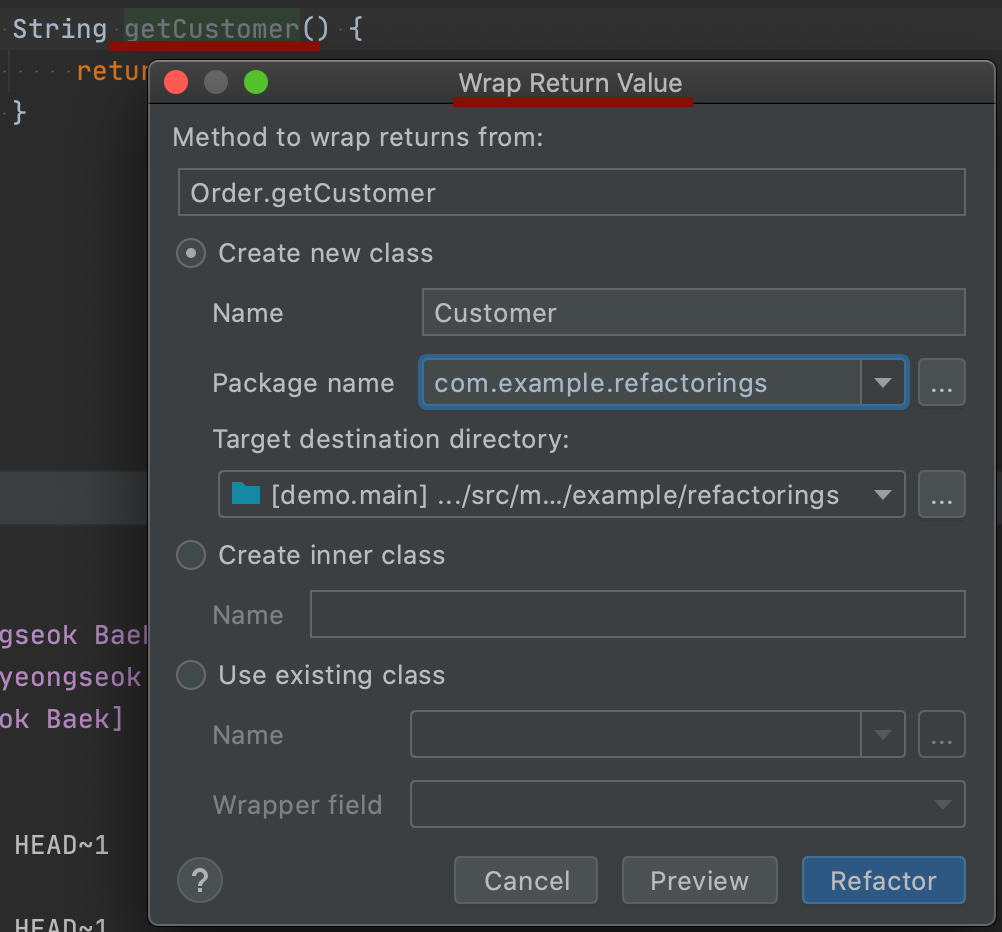 String getCustomer() {
Wrap Return Value
}
Method to wrap returns from:
Order.getCustomer
Create new class
Name Customer
Package name com.example.refactorings ...
Target destination directory:
[demo.main] .../src/m.../example/refactorings ...
Create inner class
Name
gseok
yeongseok
Use existing class
ok Baek]
Name ...
Wrapper field
HEAD~1
? Cancel Preview Refactor
HEAD~1